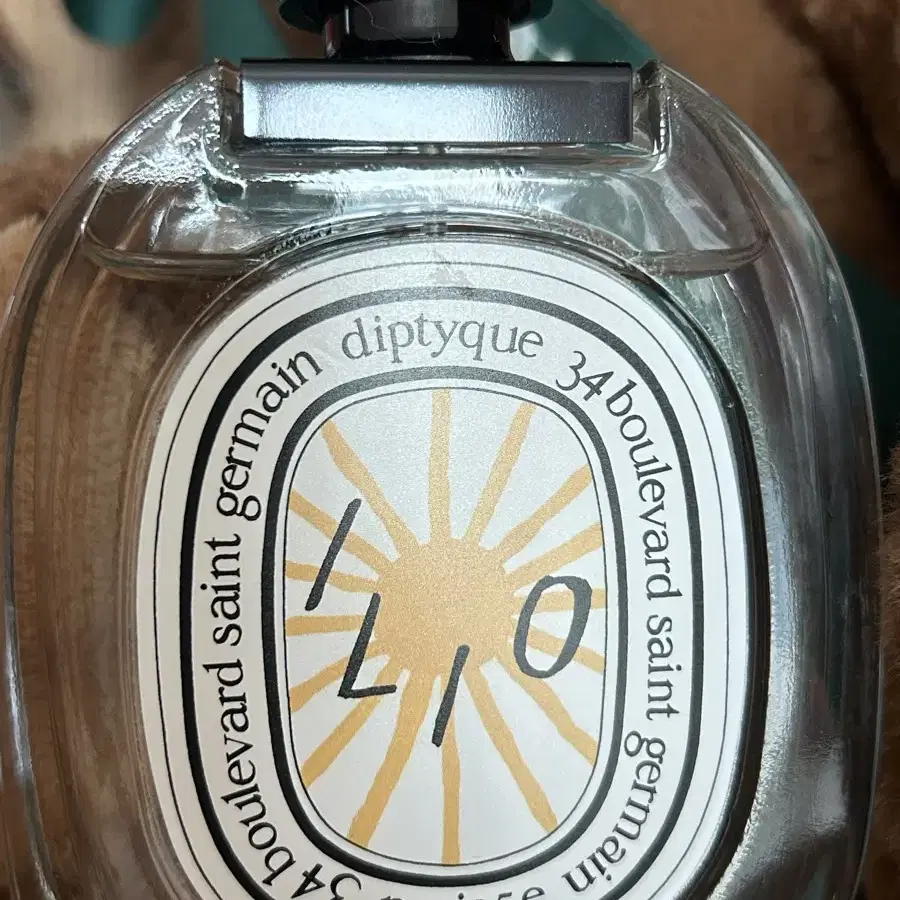 diptyque
34 boulevard saint germain
34 boulevard saint germain
ILIO